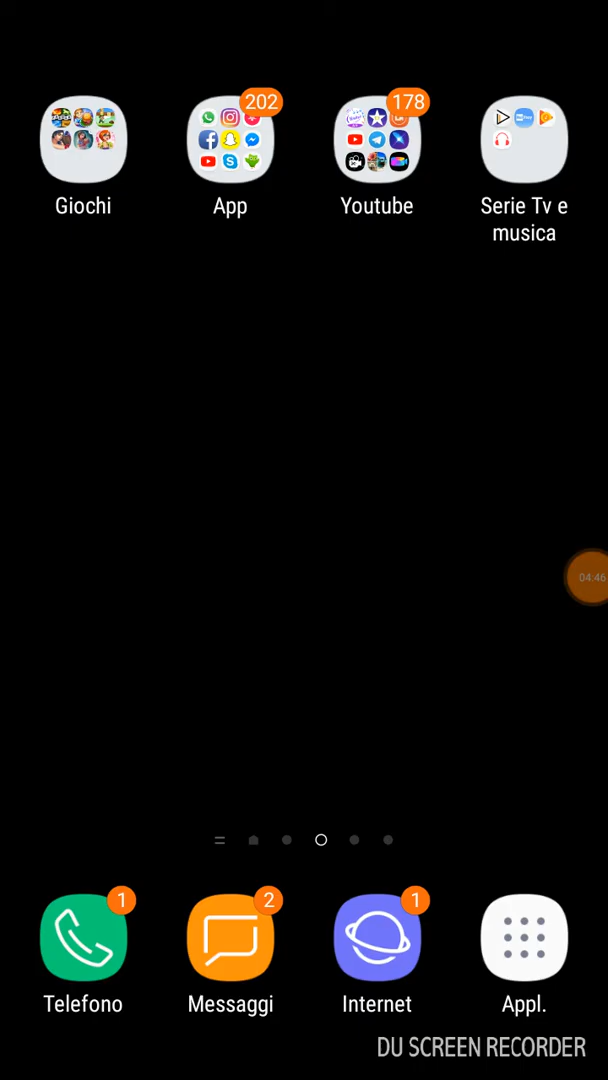 202
178
Giochi
App
Youtube
Serie Tv e
musica
04:46
1
2
1
Telefono
Messaggi
Internet
Appl.
DU SCREEN RECORDER